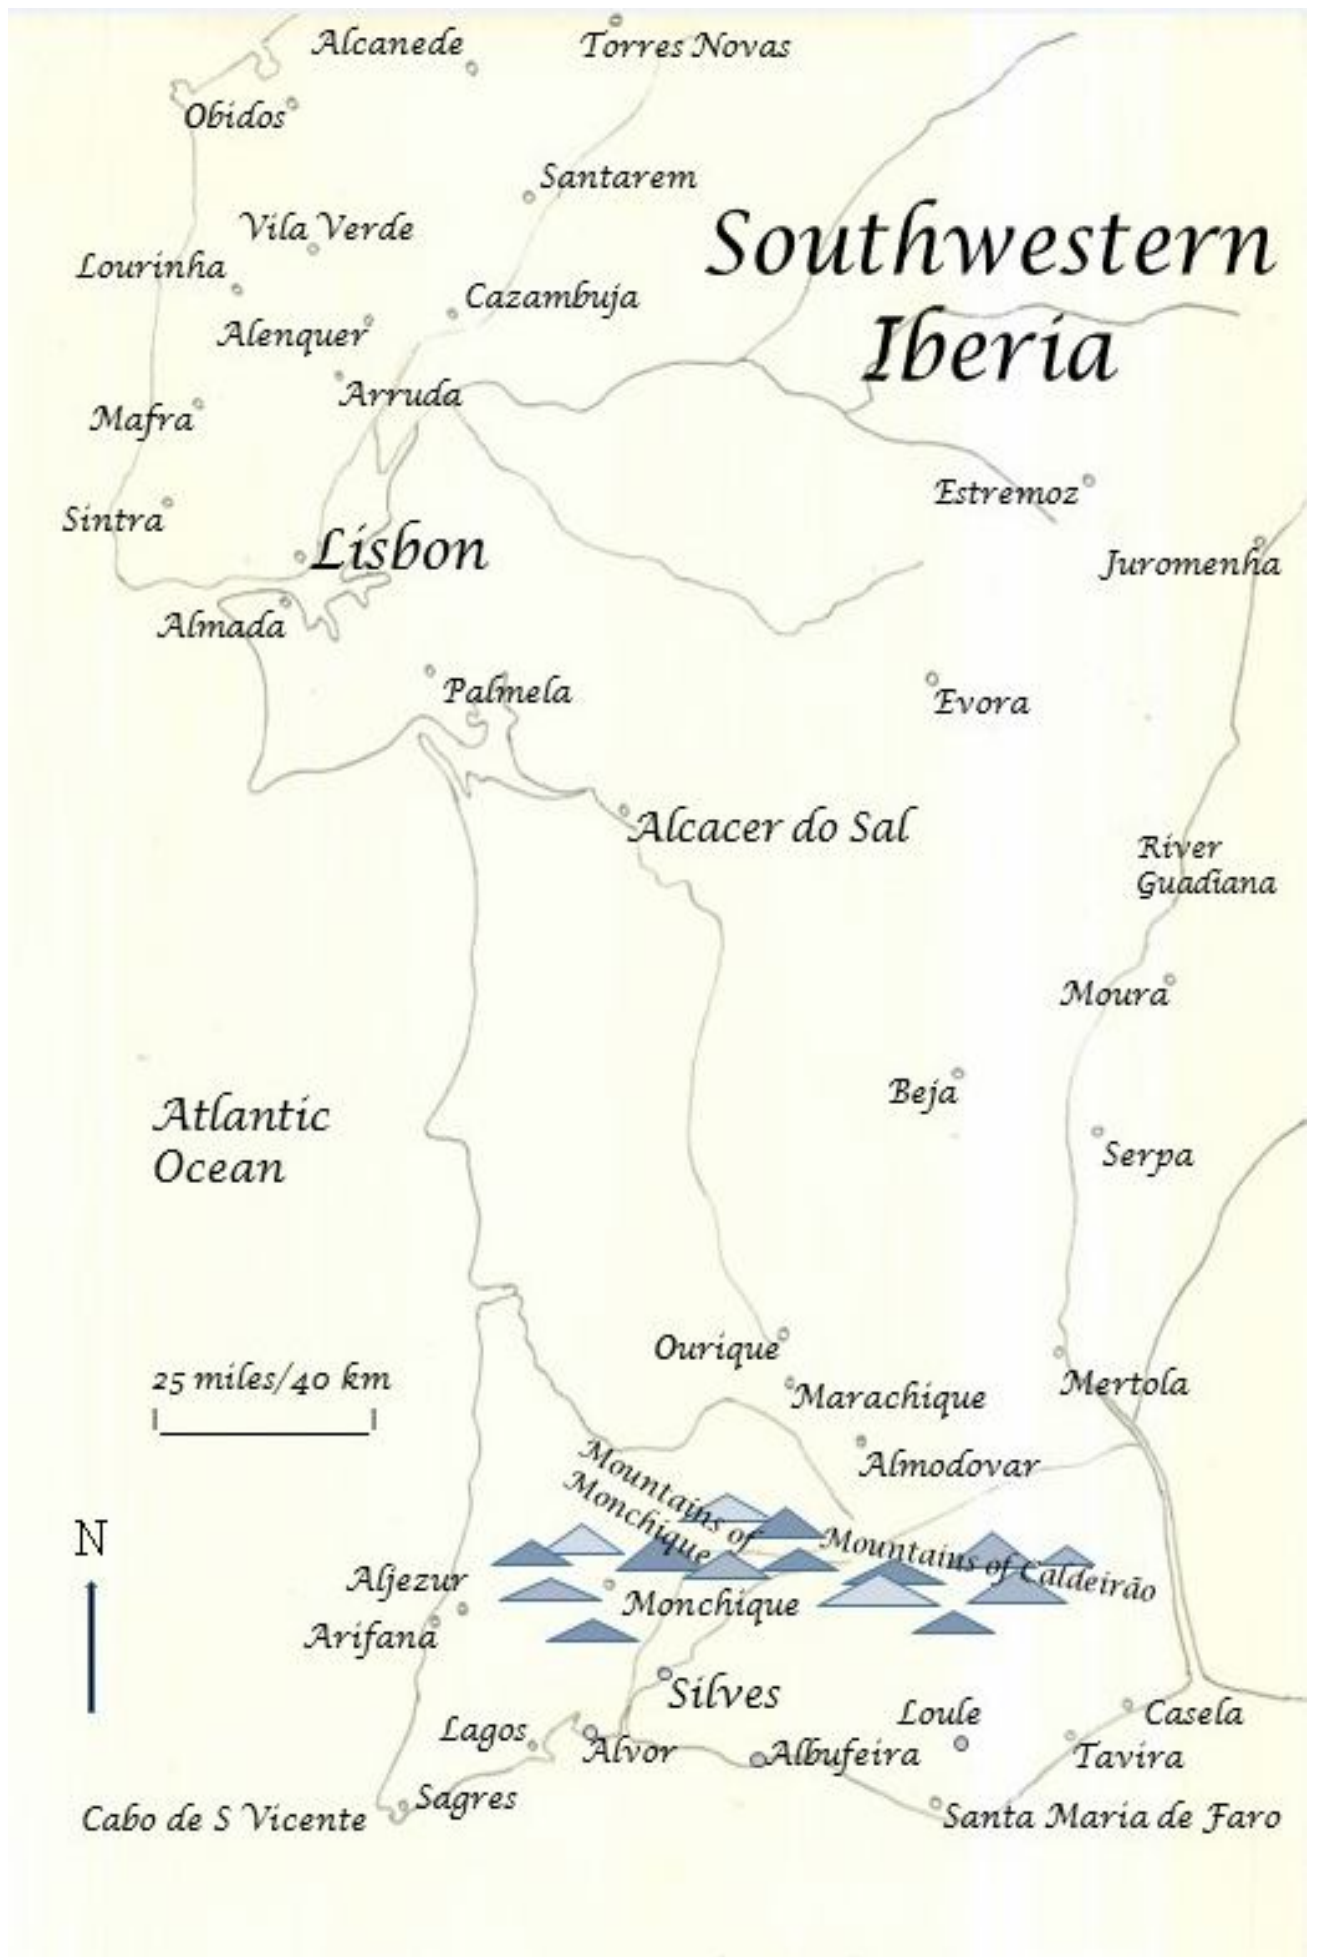 Alcanede
Torres Novas
Obidos
Santarem
Vila Verde
Southwestern
Iberia
Lourinha
Cazambuja
Alenquer
Arruda
Mafra
Estremoz
Sintra
Lisbon
Juromenha
Almada
Palmela
Evora
Alcacer do Sal
River
Guadiana
Moura
Beja
Atlantic
Ocean
Serpa
Ourique
25 miles/40 km
Mertola
Marachique
Almodovar
Mountains of
Monchique
N
Mountains of Caldeirão
Aljezur
Monchique
Arifana
Silves
Loule
Casela
Lagos
Alvor
Albufeira
Tavira
Sagres
Cabo de S Vicente
Santa Maria de Faro